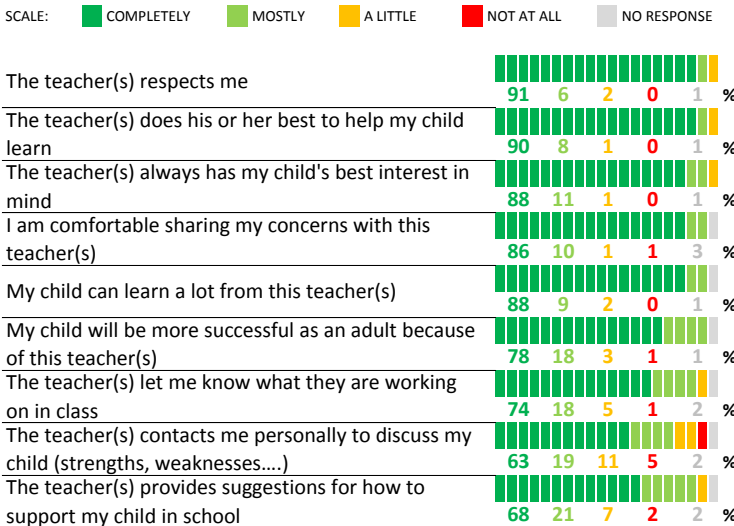 SCALE: COMPLETELY MOSTLY A LITTLE NOT AT ALL NO RESPONSE
The teacher(s) respects me
91 6 2 0 1 %
The teacher(s) does his or her best to help my child
learn
90 8 1 0 1 %
The teacher(s) always has my child's best interest in
mind
88 11 1 0 1 %
I am comfortable sharing my concerns with this
teacher(s)
86 10 1 1 3 %
My child can learn a lot from this teacher(s)
88 9 2 0 1 %
My child will be more successful as an adult because
of this teacher(s)
78 18 3 1 1 %
The teacher(s) let me know what they are working
on in class
74 18 5 1 2 %
The teacher(s) contacts me personally to discuss my
child (strengths, weaknesses....)
63 19 11 5 2 %
The teacher(s) provides suggestions for how to
support my child in school
68 21 7 2 2 %